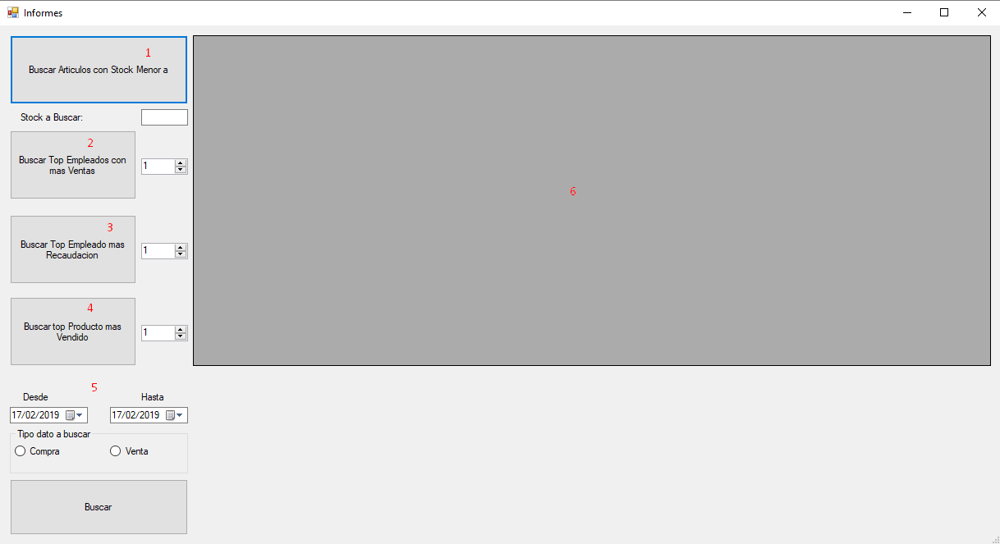 Informes
1
Buscar Articulos con Stock Menor a
Stock a Buscar:
2
Buscar Top Empleados con
mas Ventas
1
3
Buscar Top Empleado mas
Recaudacion
1
4
Buscar top Producto mas
Vendido
1
5
Desde
Hasta
17/02/2019
17/02/2019
Tipo dato a buscar
Compra
Venta
Buscar
6